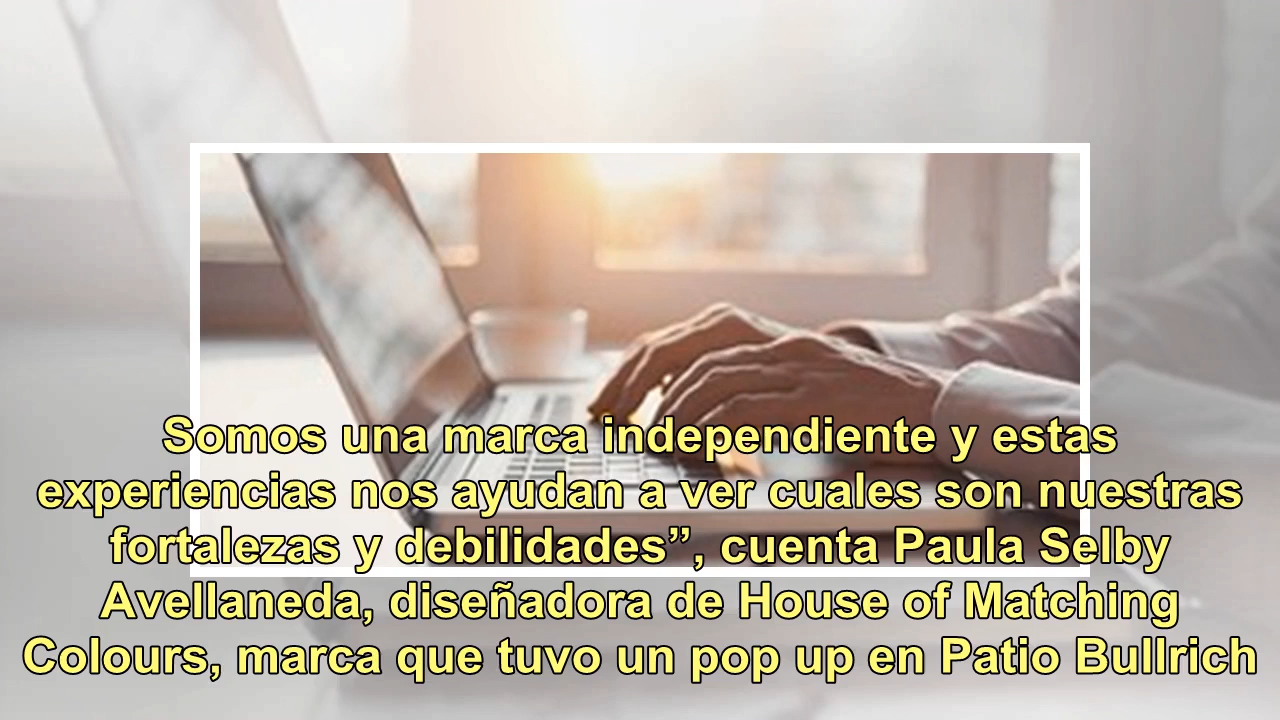 Somos una marca independiente y estas
experiencias nos ayudan a ver cuales son nuestras
fortalezas y debilidades”, cuenta Paula Selby
Avellaneda, diseñadora de House of Matching
Colours, marca que tuvo un pop up en Patio Bullrich